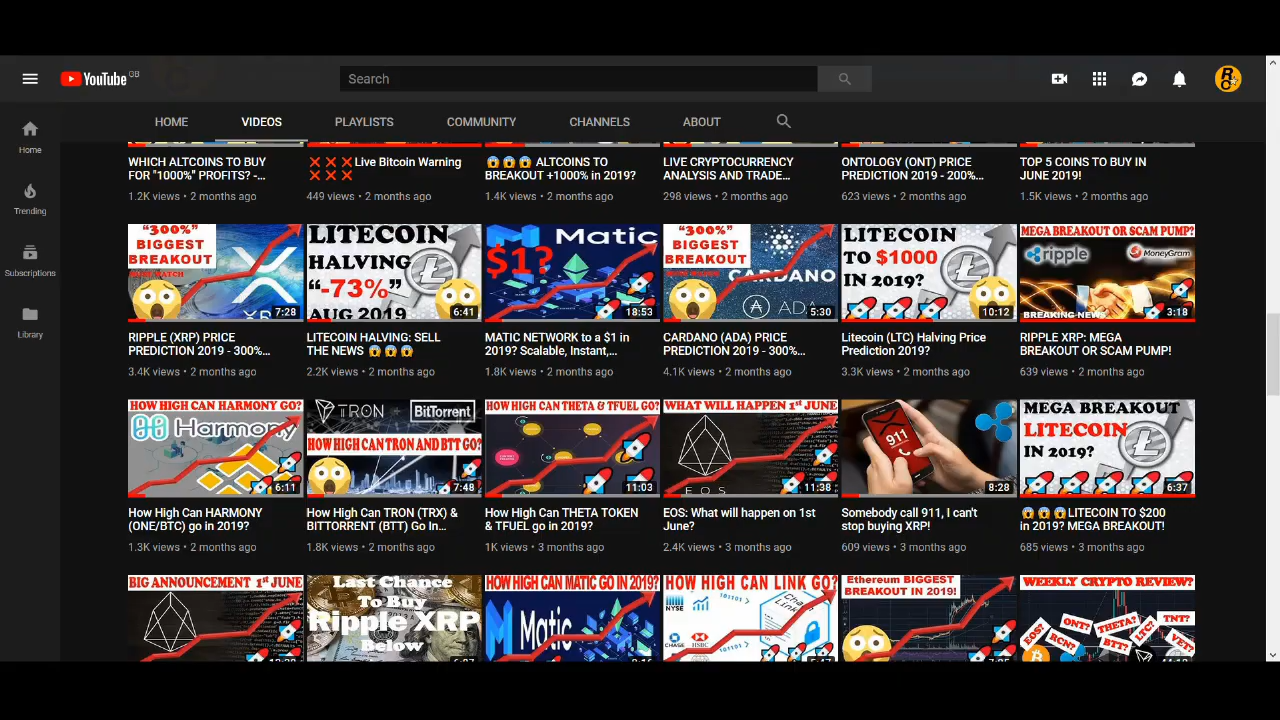 YouTube GB
Search
HOME VIDEOS PLAYLISTS COMMUNITY CHANNELS ABOUT
Home
Trending
Subscriptions
Library
WHICH ALTCOINS TO BUY
FOR "1000%" PROFITS? -...
1.2K views • 2 months ago
❌❌❌Live Bitcoin Warning
❌❌❌
449 views • 2 months ago
😱😱😱 ALTCOINS TO
BREAKOUT +1000% in 2019?
1.4K views • 2 months ago
LIVE CRYPTOCURRENCY
ANALYSIS AND TRADE...
298 views • 2 months ago
ONTOLOGY (ONT) PRICE
PREDICTION 2019 - 200%...
623 views • 2 months ago
TOP 5 COINS TO BUY IN
JUNE 2019!
1.5K views • 2 months ago
"300%"
BIGGEST
BREAKOUT
7:28
RIPPLE (XRP) PRICE
PREDICTION 2019 - 300%...
3.4K views • 2 months ago
LITECOIN
HALVING
"-73%"
AUG 2019
6:41
LITECOIN HALVING: SELL
THE NEWS 😱😱😱
2.2K views • 2 months ago
Matic
$1?
18:53
MATIC NETWORK to a $1 in
2019? Scalable, Instant,...
1.8K views • 2 months ago
"300%"
BIGGEST
BREAKOUT
CARDANO
ADA
5:30
CARDANO (ADA) PRICE
PREDICTION 2019 - 300%...
4.1K views • 2 months ago
LITECOIN
TO $1000
IN 2019?
10:12
Litecoin (LTC) Halving Price
Prediction 2019?
3.3K views • 2 months ago
MEGA BREAKOUT OR SCAM PUMP?
ripple MoneyGram
BREAKING NEWS
3:18
RIPPLE XRP: MEGA
BREAKOUT OR SCAM PUMP!
639 views • 2 months ago
HOW HIGH CAN HARMONY GO?
Harmony
6:11
How High Can HARMONY
(ONE/BTC) go in 2019?
1.3K views • 2 months ago
TRON BitTorrent
HOW HIGH CAN TRON AND BTT GO?
7:48
How High Can TRON (TRX) &
BITTORRENT (BTT) Go In...
1.8K views • 2 months ago
HOW HIGH CAN THETA & TFUEL GO?
11:03
How High Can THETA TOKEN
& TFUEL go in 2019?
1K views • 3 months ago
WHAT WILL HAPPEN 1st JUNE
EOS
11:38
EOS: What will happen on 1st
June?
2.4K views • 3 months ago
911
8:28
Somebody call 911, I can't
stop buying XRP!
609 views • 3 months ago
MEGA BREAKOUT
LITECOIN
IN 2019?
6:37
😱😱😱LITECOIN TO $200
in 2019? MEGA BREAKOUT!
685 views • 3 months ago
BIG ANNOUNCEMENT 1st JUNE
Last Chance
To Buy
Ripple XRP
Below
HOW HIGH CAN MATIC GO IN 2019?
Matic
HOW HIGH CAN LINK GO?
NYSE
CHASE HSBC
Ethereum BIGGEST
BREAKOUT IN 2019!
WEEKLY CRYPTO REVIEW?
EOS? ONT? THETA? TNT?
RCN? BTT? LTC? VET?